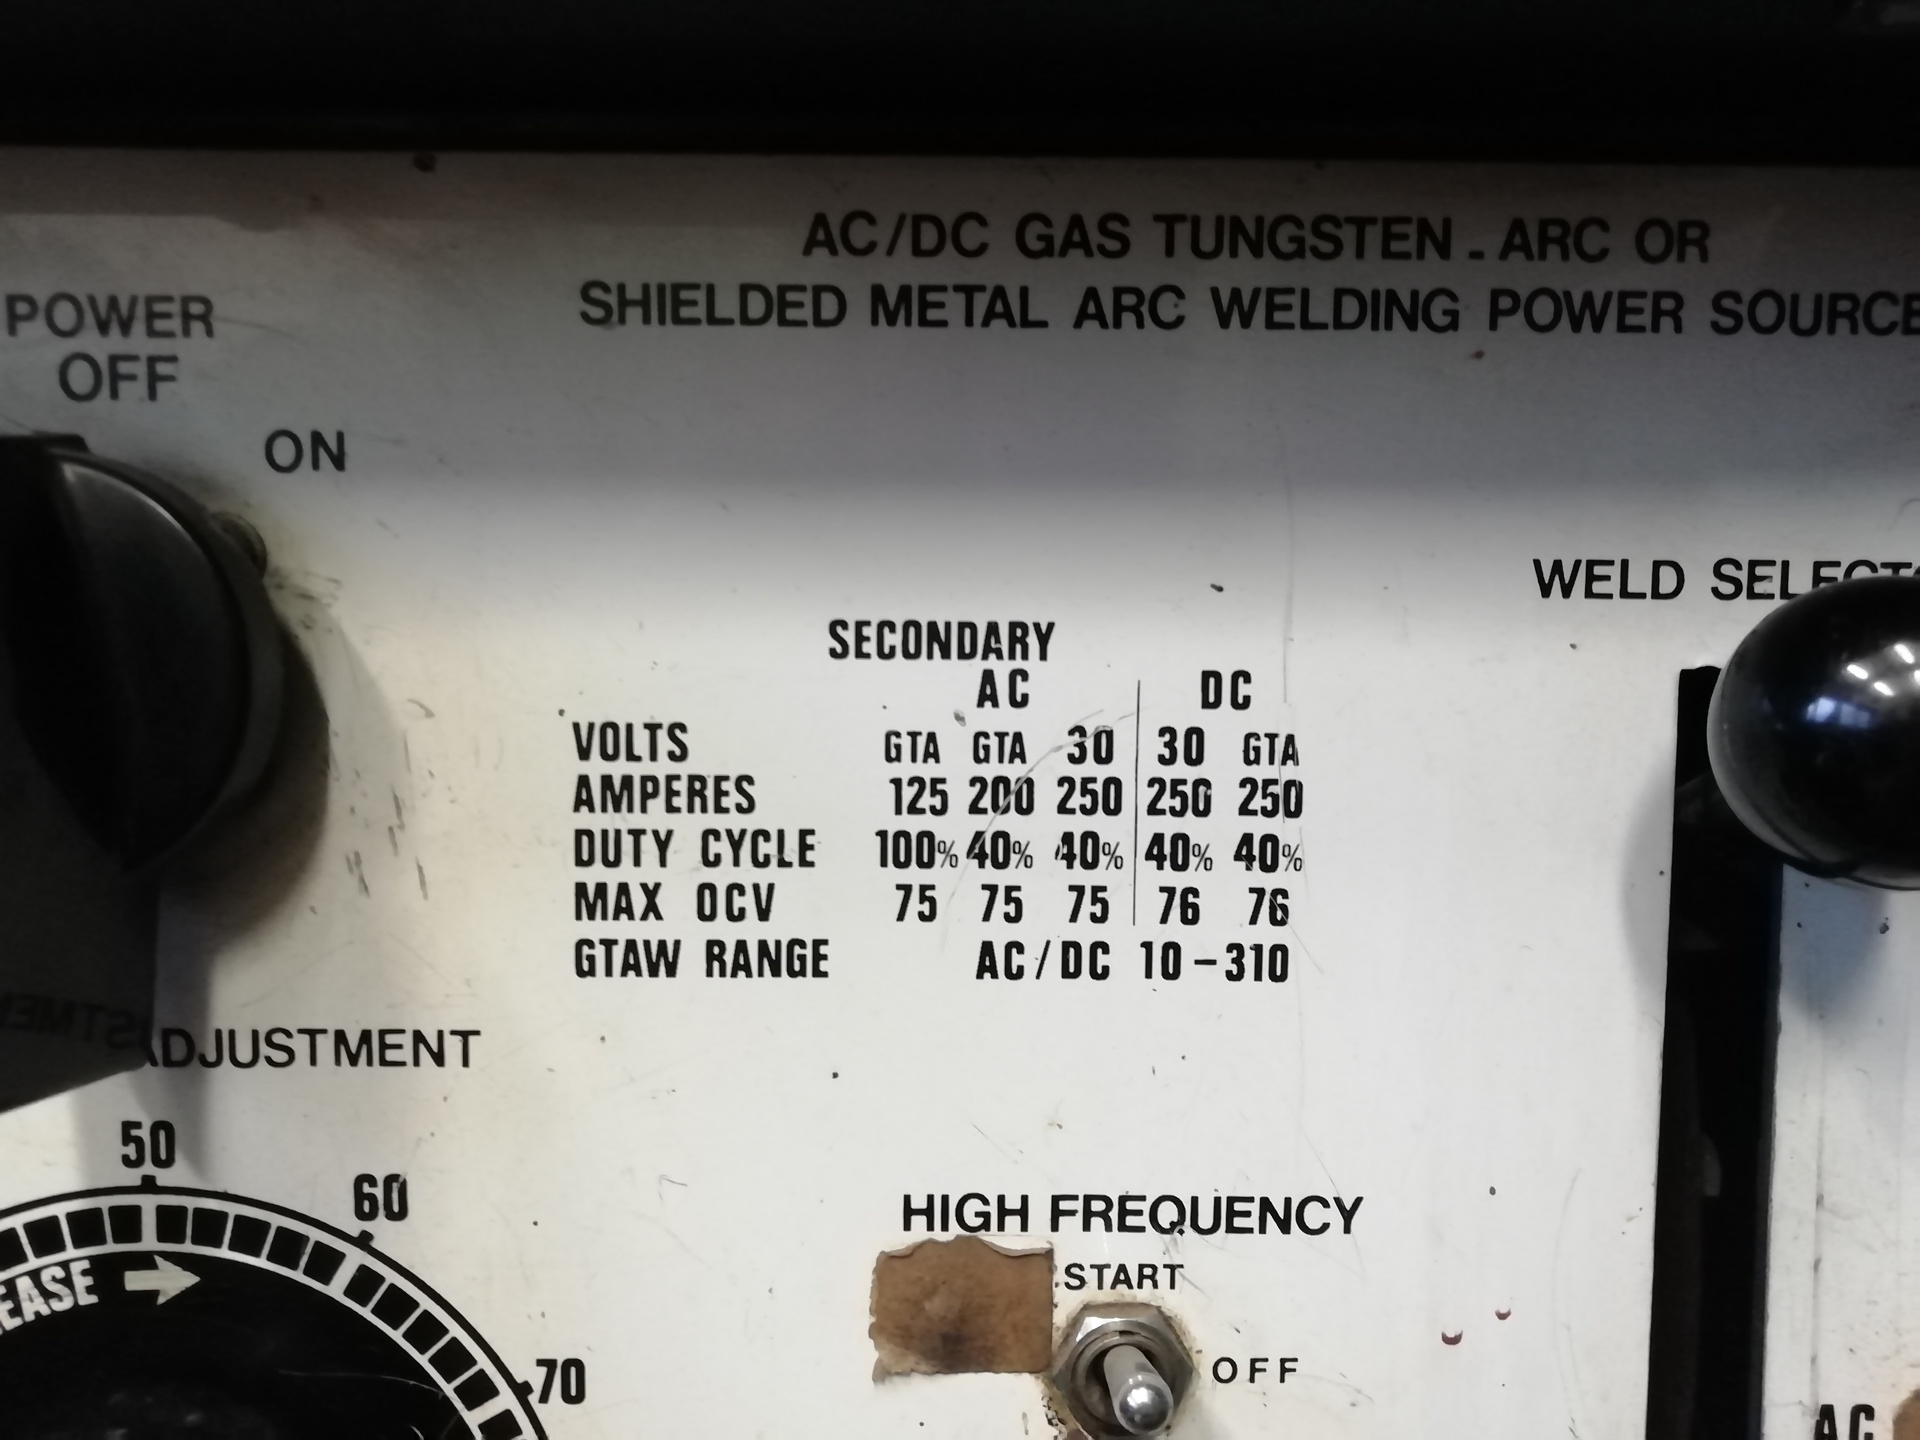 AC/DC GAS TUNGSTEN - ARC OR
SHIELDED METAL ARC WELDING POWER SOURCE
POWER
OFF
ON
WELD
SECONDARY
AC DC
VOLTS GTA GTA 30 30 GTA
AMPERES 125 200 250 250 250
DUTY CYCLE 100% 40% 40% 40% 40%
MAX OCV 75 75 75 76 76
GTAW RANGE AC/DC 10-310
ADJUSTMENT
50
60
70
HIGH FREQUENCY
START
OFF
AC